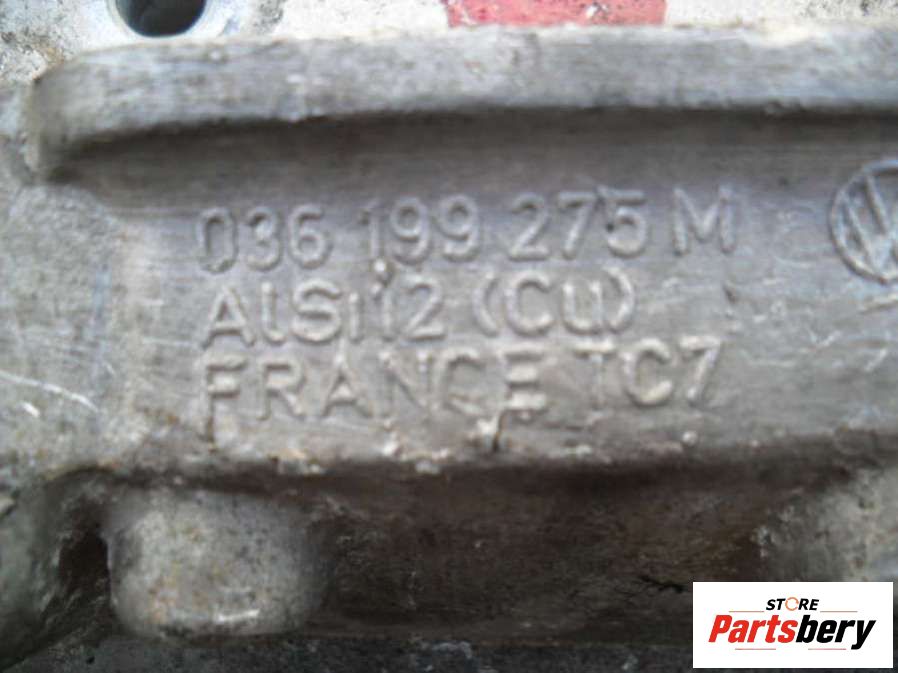 036 199 275 M
AlSi12 (Cu)
FRANCE TC7
STORE
Partsbery